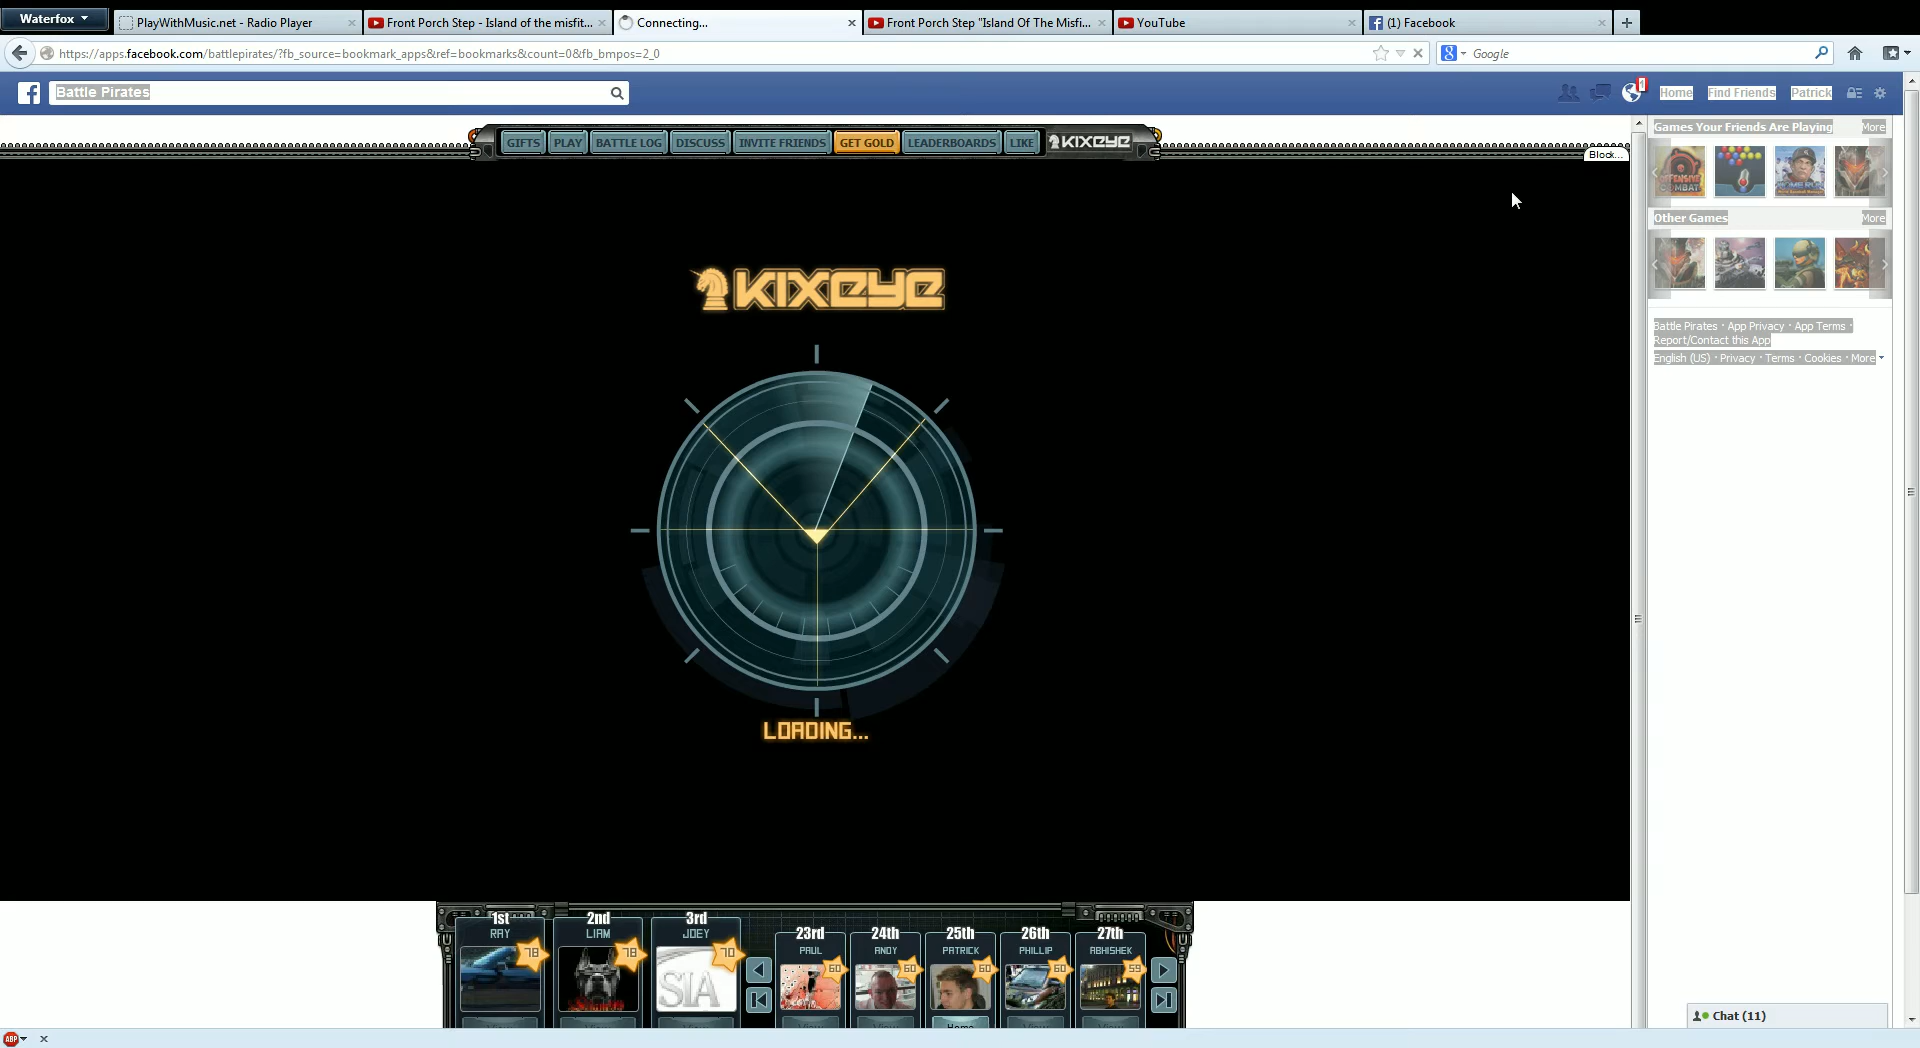 Waterfox
PlayWithMusic.net - Radio Player
Front Porch Step - Island of the misfit...
Connecting...
Front Porch Step "Island Of The Misfi...
YouTube
(1) Facebook
https://apps.facebook.com/battlepirates/?fb_source=bookmark_apps&ref=bookmarks&count=0&fb_bmpos=2_0
Google
Battle Pirates
1
Home
Find Friends
Patrick
GIFTS
PLAY
BATTLE LOG
DISCUSS
INVITE FRIENDS
GET GOLD
LEADERBOARDS
LIKE
KIXEYE
Block...
Games Your Friends Are Playing
More
Other Games
More
Battle Pirates · App Privacy · App Terms ·
Report/Contact this App
English (US) · Privacy · Terms · Cookies · More
KIXEYE
LOADING...
1st
RAY
78
2nd
LIAM
78
3rd
JOEY
70
SIA
23rd
PAUL
60
24th
ANDY
60
25th
PATRICK
60
Home
26th
PHILLIP
60
27th
ABHISHEK
59
Chat (11)
ABP